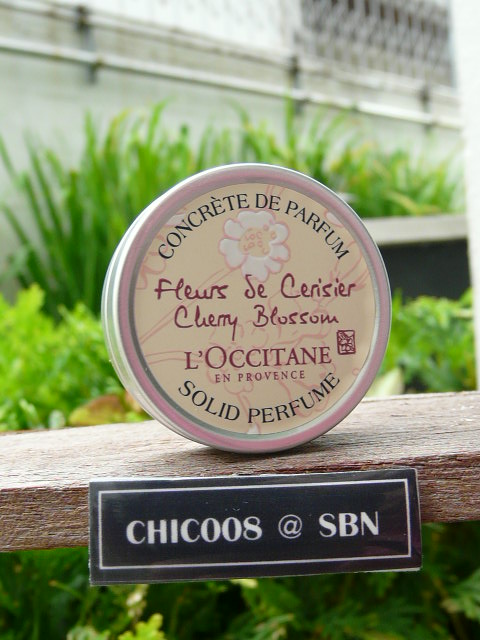 CONCRÈTE DE PARFUM
Fleurs de Cerisier
Cherry Blossom
L'OCCITANE
EN PROVENCE
SOLID PERFUME
CHIC008 @ SBN